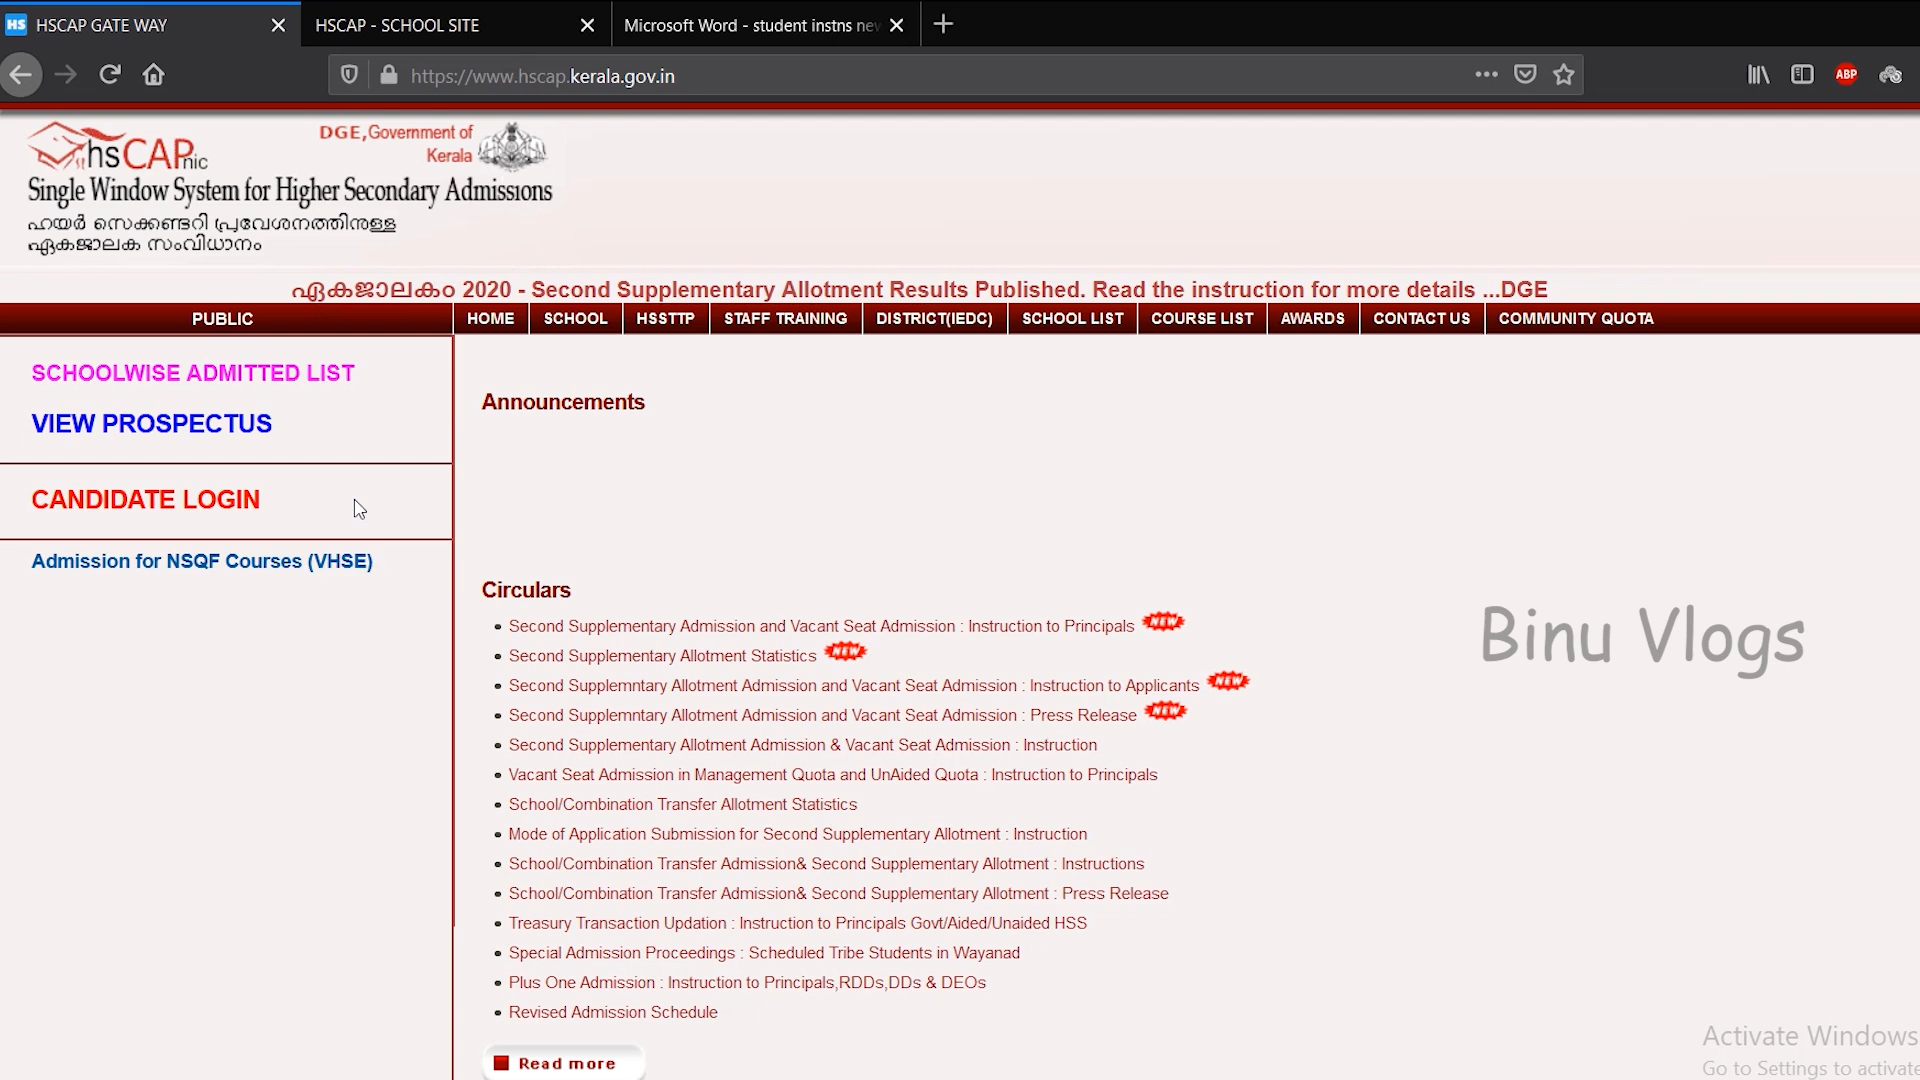 HS HSCAP GATE WAY
HSCAP - SCHOOL SITE
Microsoft Word - student instns nev
https://www.hscap.kerala.gov.in
ABP
hsCAPnic
DGE,Government of
Kerala
Single Window System for Higher Secondary Admissions
ഹയർ സെക്കണ്ടറി പ്രവേശനത്തിനുള്ള
ഏകജാലക സംവിധാനം
ഏകജാലകം 2020 - Second Supplementary Allotment Results Published. Read the instruction for more details ...DGE
PUBLIC
HOME
SCHOOL
HSSTTP
STAFF TRAINING
DISTRICT(IEDC)
SCHOOL LIST
COURSE LIST
AWARDS
CONTACT US
COMMUNITY QUOTA
SCHOOLWISE ADMITTED LIST
VIEW PROSPECTUS
CANDIDATE LOGIN
Admission for NSQF Courses (VHSE)
Announcements
Circulars
Second Supplementary Admission and Vacant Seat Admission : Instruction to Principals NEW
Second Supplementary Allotment Statistics NEW
Second Supplemntary Allotment Admission and Vacant Seat Admission : Instruction to Applicants NEW
Second Supplemntary Allotment Admission and Vacant Seat Admission : Press Release NEW
Second Supplementary Allotment Admission & Vacant Seat Admission : Instruction
Vacant Seat Admission in Management Quota and UnAided Quota : Instruction to Principals
School/Combination Transfer Allotment Statistics
Mode of Application Submission for Second Supplementary Allotment : Instruction
School/Combination Transfer Admission& Second Supplementary Allotment : Instructions
School/Combination Transfer Admission& Second Supplementary Allotment : Press Release
Treasury Transaction Updation : Instruction to Principals Govt/Aided/Unaided HSS
Special Admission Proceedings : Scheduled Tribe Students in Wayanad
Plus One Admission : Instruction to Principals,RDDs,DDs & DEOs
Revised Admission Schedule
Read more
Binu Vlogs
Activate Windows
Go to Settings to activate